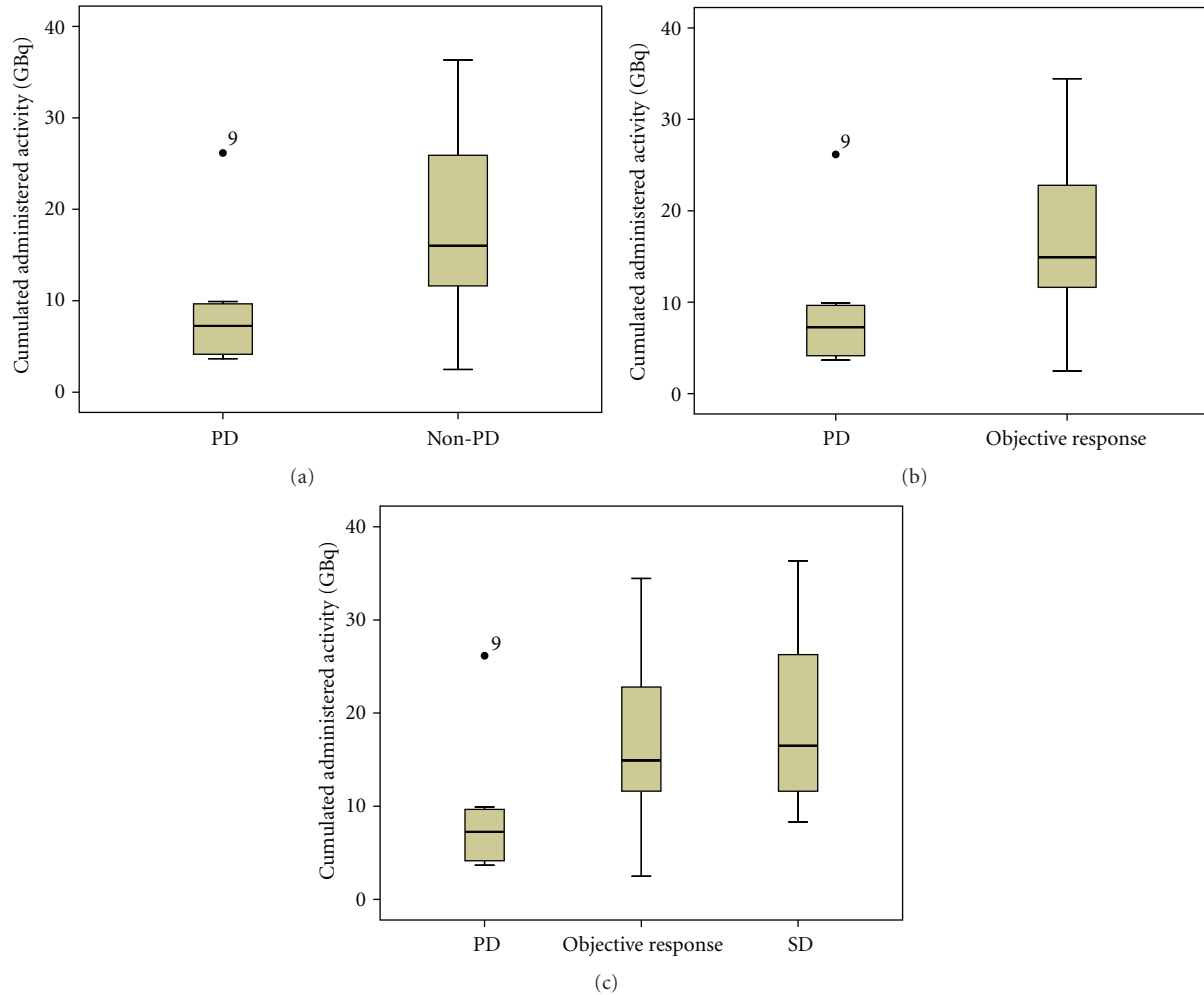 Cumulated administered activity (GBq)
40
30
20
10
0
9
PD
Non-PD
(a)
Cumulated administered activity (GBq)
40
30
20
10
0
9
PD
Objective response
(b)
Cumulated administered activity (GBq)
40
30
20
10
0
9
PD
Objective response
SD
(c)